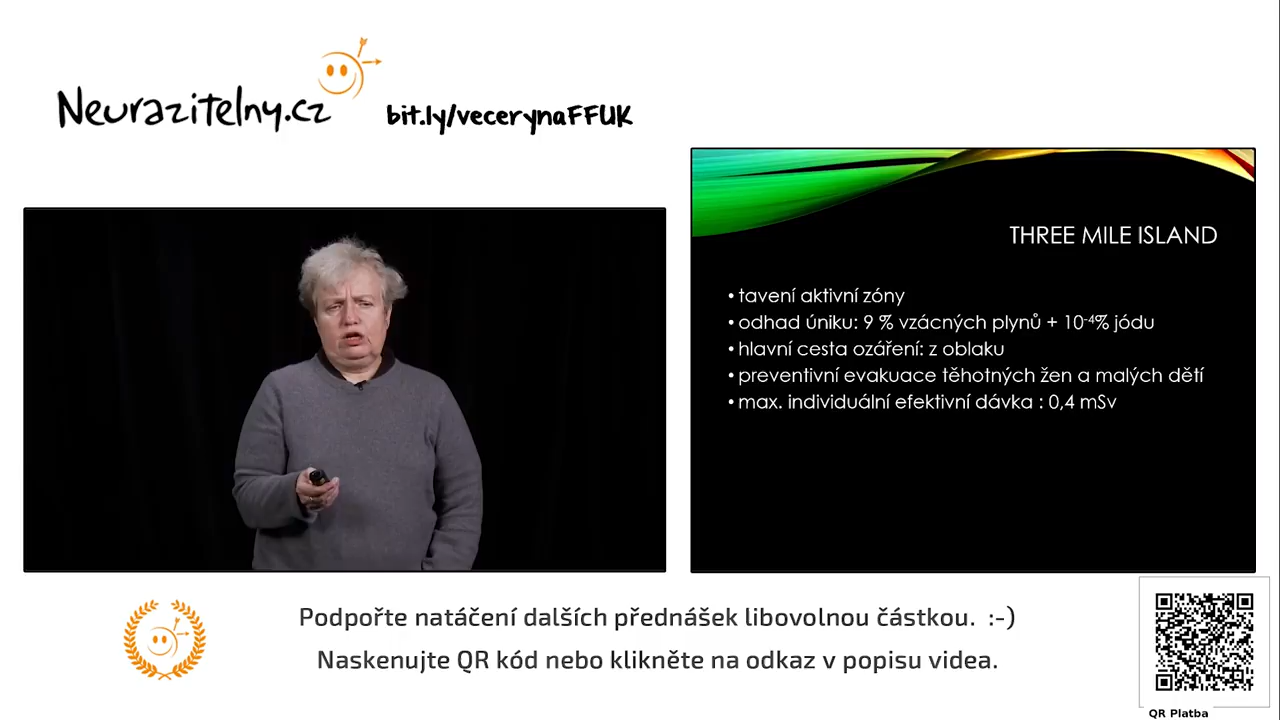 Neurazitelny.cz
bit.ly/vecerynaFFUK
THREE MILE ISLAND
• tavení aktivní zóny
• odhad úniku: 9 % vzácných plynů + 10⁻⁴% jódu
• hlavní cesta ozáření: z oblaku
• preventivní evakuace těhotných žen a malých dětí
• max. individuální efektivní dávka : 0,4 mSv
Podpořte natáčení dalších přednášek libovolnou částkou. :-)
Naskenujte QR kód nebo klikněte na odkaz v popisu videa.
QR Platba